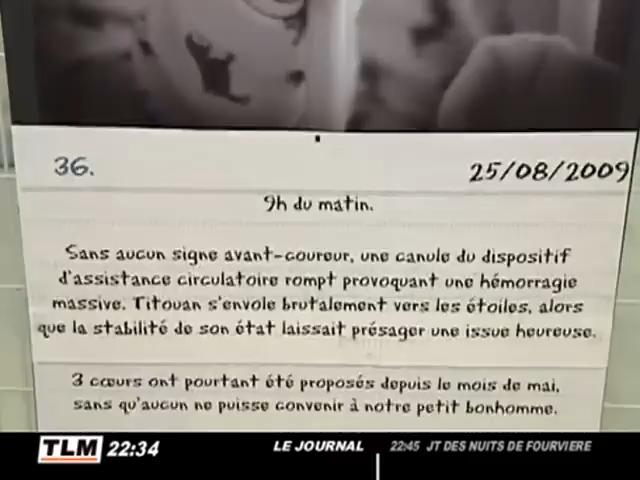 36.
25/08/2009
9h du matin.
Sans aucun signe avant-coureur, une canule du dispositif
d'assistance circulatoire rompt provoquant une hémorragie
massive. Titouan s'envole brutalement vers les étoiles, alors
que la stabilité de son état laissait présager une issue heureuse.
3 cœurs ont pourtant été proposés depuis le mois de mai,
sans qu'aucun ne puisse convenir à notre petit bonhomme.
TLM 22:34 LE JOURNAL 22:45 JT DES NUITS DE FOURVIERE